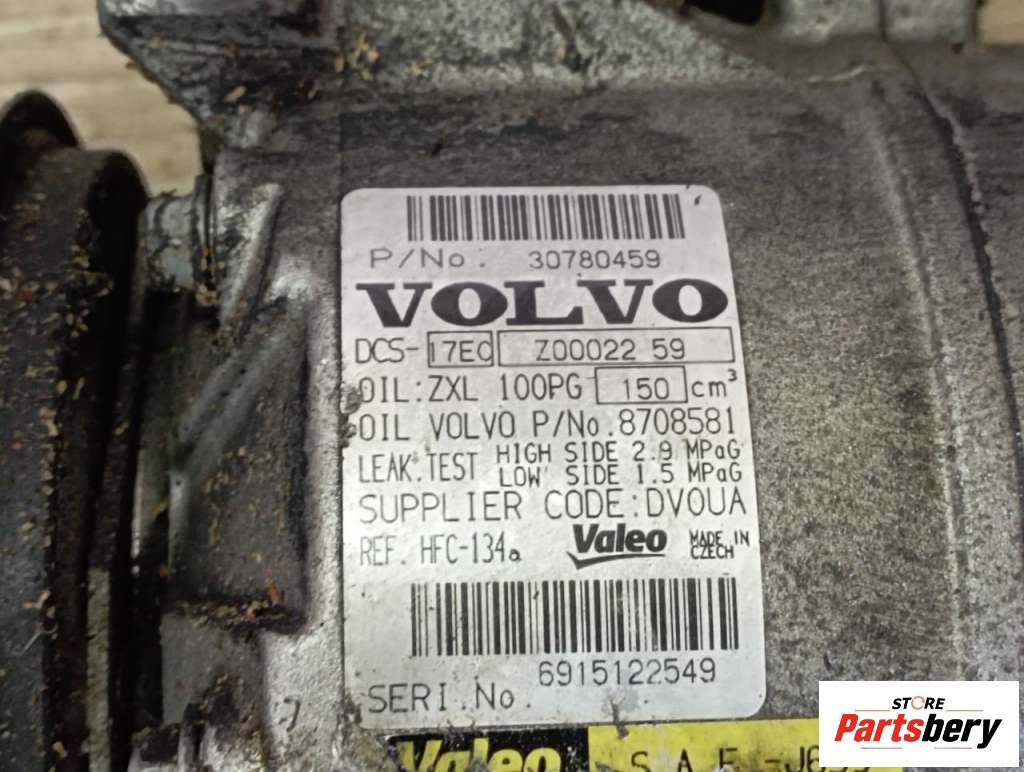 P/No. 30780459
VOLVO
DCS- 17EC Z0002259
OIL:ZXL 100PG 150 cm³
OIL VOLVO P/No.8708581
LEAK.TEST HIGH SIDE 2.9 MPaG
LOW SIDE 1.5 MPaG
SUPPLIER CODE:DVOUA
REF. HFC-134a Valeo MADE IN
CZECH
6915122549
SERI.No.
Valeo S.A.E.
STORE
Partsbery